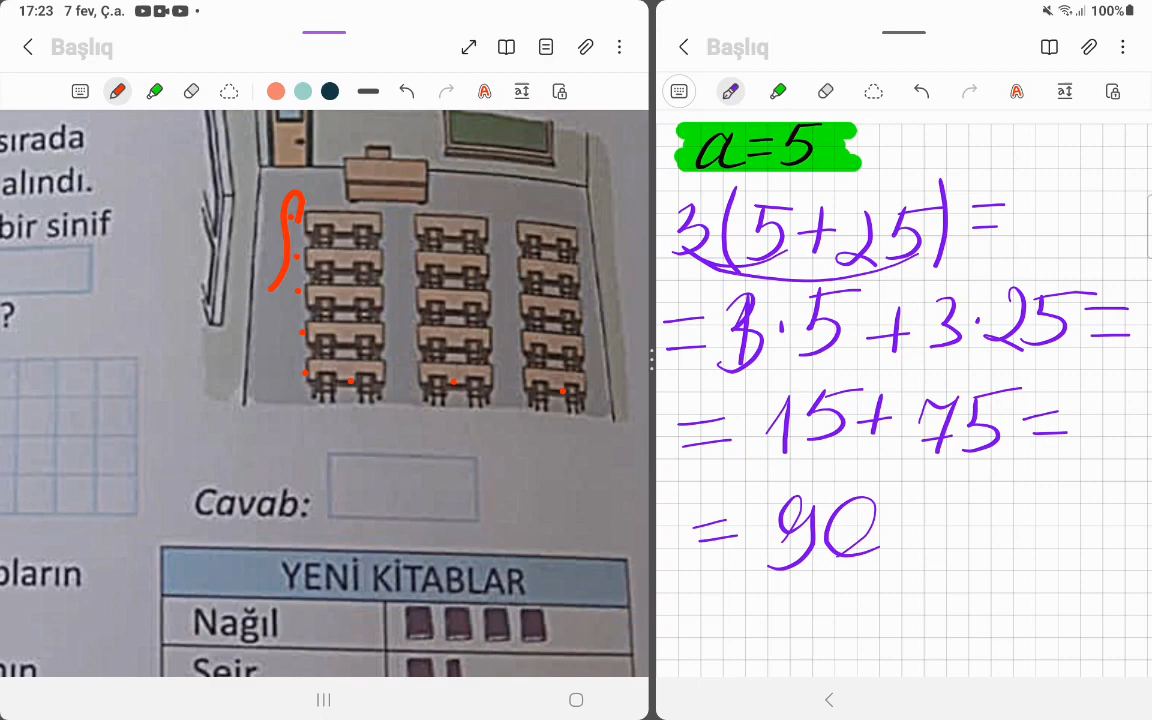 17:23 7 fev, Ç.a.
100%
Başlıq
Başlıq
sırada
alındı.
bir sinif
?
Cavab:
YENİ KİTABLAR
Nağıl
Şeir
a=5
3(5+25)=
=3·5+3·25=
=15+75=
=90